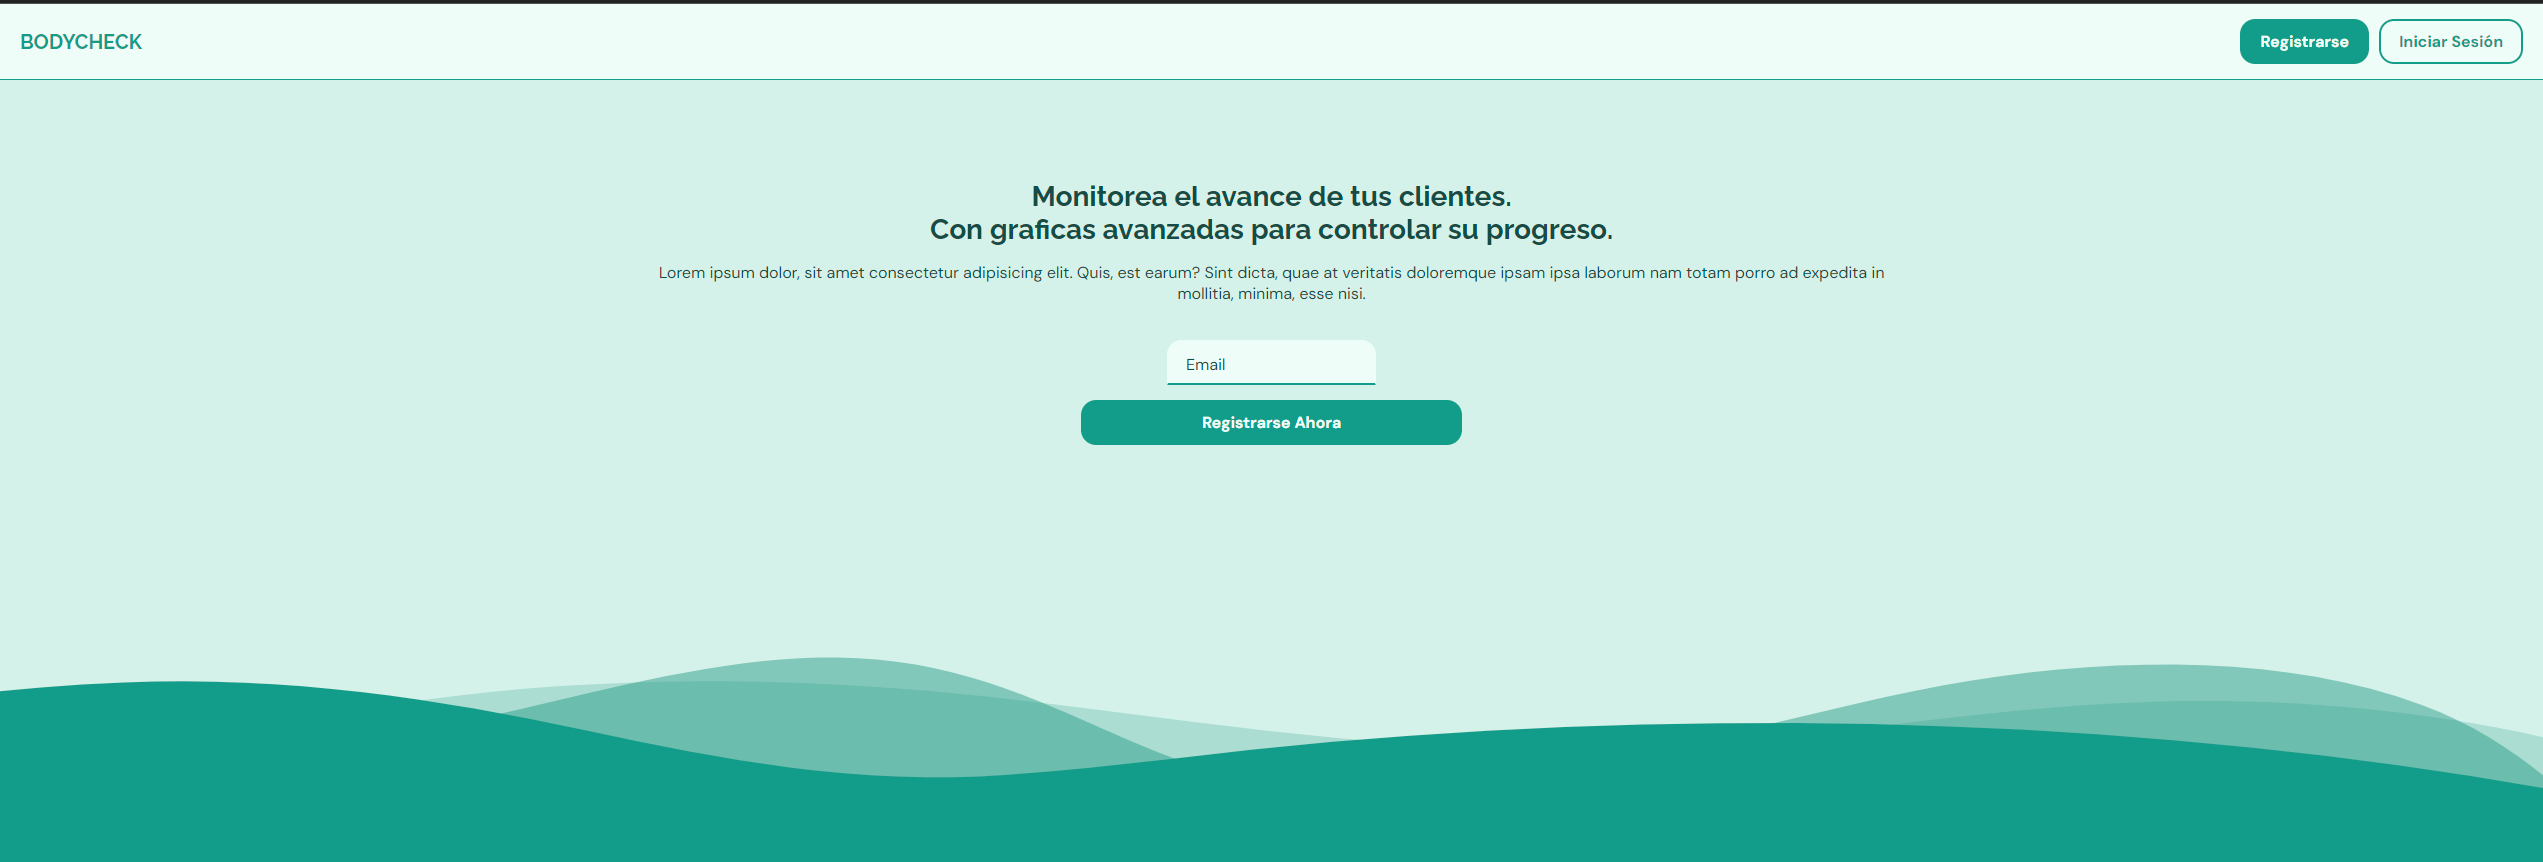 BODYCHECK
Registrarse
Iniciar Sesión
Monitorea el avance de tus clientes.
Con graficas avanzadas para controlar su progreso.
Lorem ipsum dolor, sit amet consectetur adipisicing elit. Quis, est earum? Sint dicta, quae at veritatis doloremque ipsam ipsa laborum nam totam porro ad expedita in
mollitia, minima, esse nisi.
Email
Registrarse Ahora